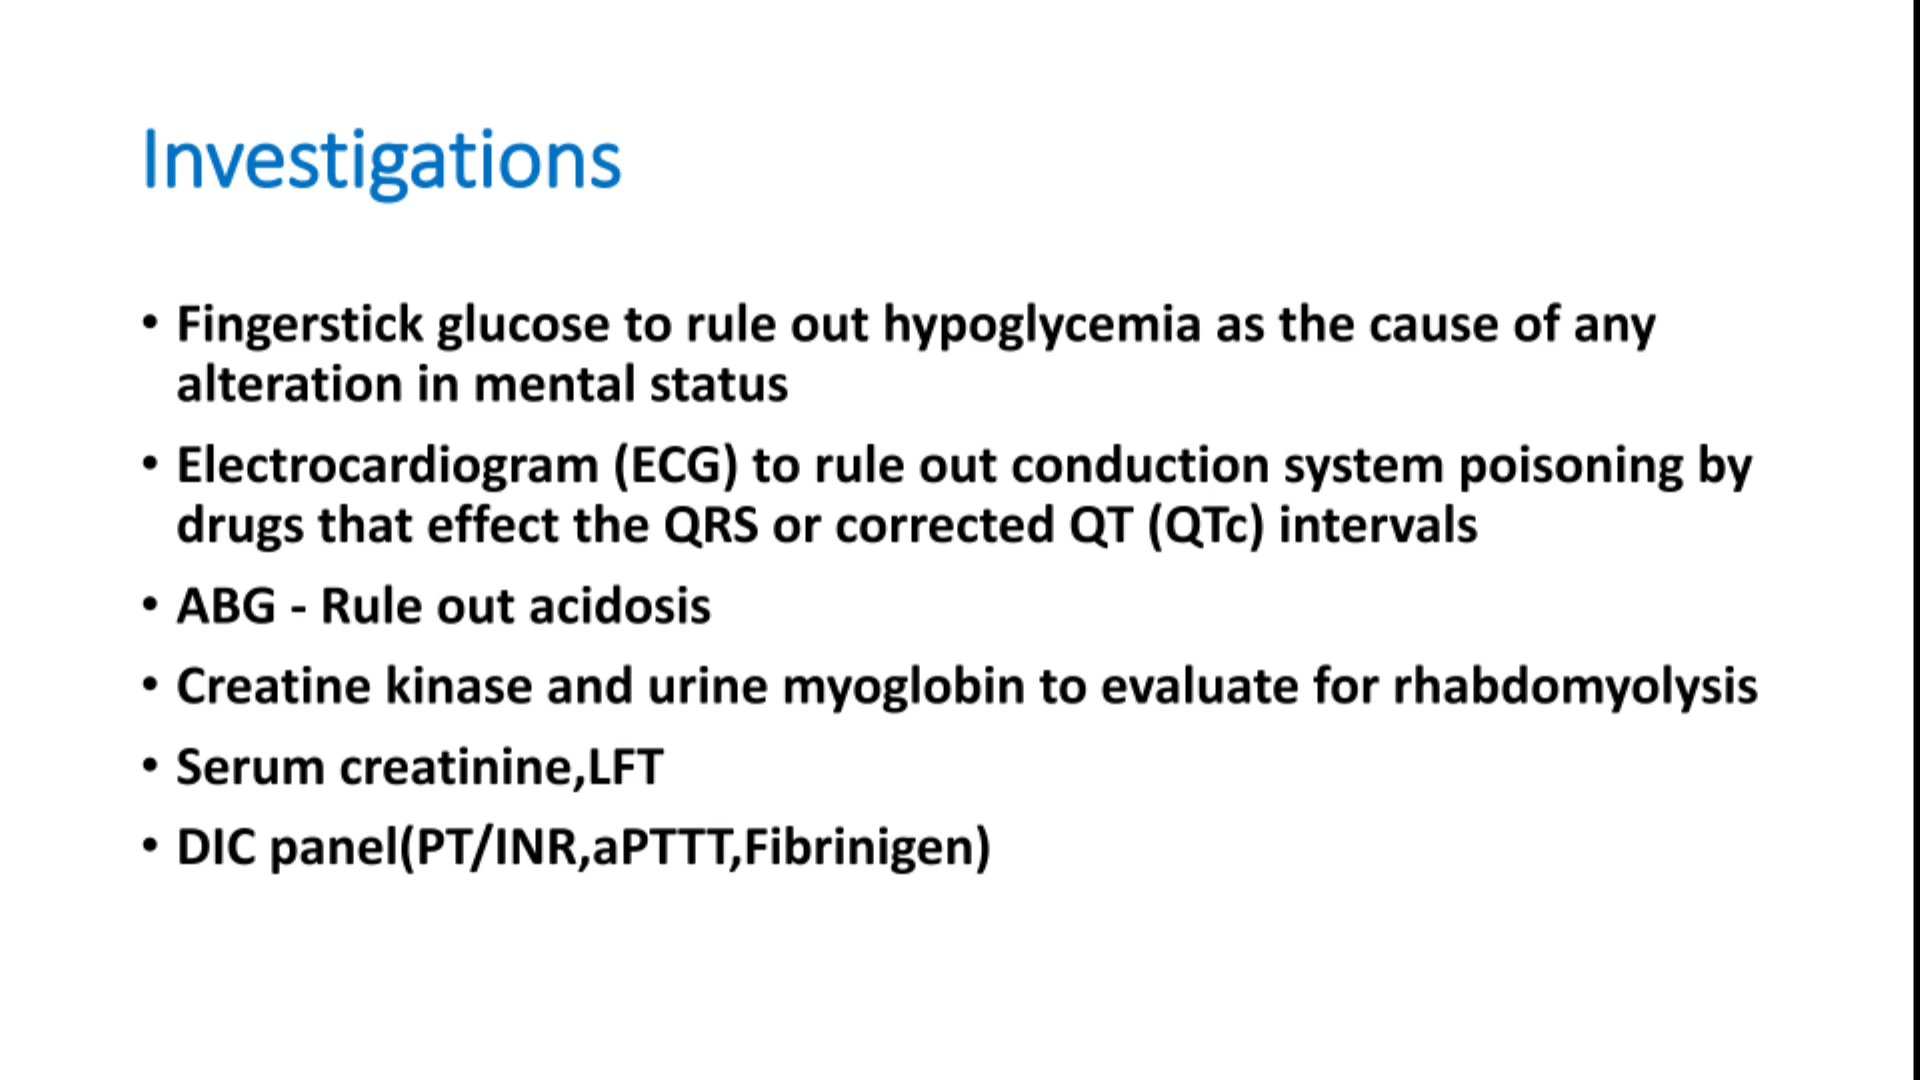 Investigations
• Fingerstick glucose to rule out hypoglycemia as the cause of any
alteration in mental status
• Electrocardiogram (ECG) to rule out conduction system poisoning by
drugs that effect the QRS or corrected QT (QTc) intervals
• ABG - Rule out acidosis
• Creatine kinase and urine myoglobin to evaluate for rhabdomyolysis
• Serum creatinine,LFT
• DIC panel(PT/INR,aPTTT,Fibrinigen)